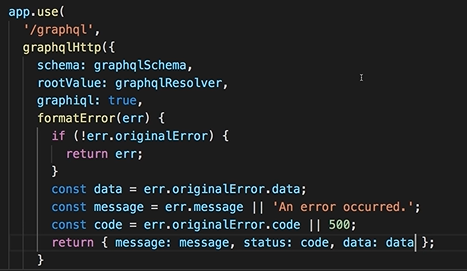 app.use(
'/graphql',
graphqlHttp({
schema: graphqlSchema,
rootValue: graphqlResolver,
graphiql: true,
formatError(err) {
if (!err.originalError) {
return err;
}
const data = err.originalError.data;
const message = err.message || 'An error occurred.';
const code = err.originalError.code || 500;
return { message: message, status: code, data: data };
}